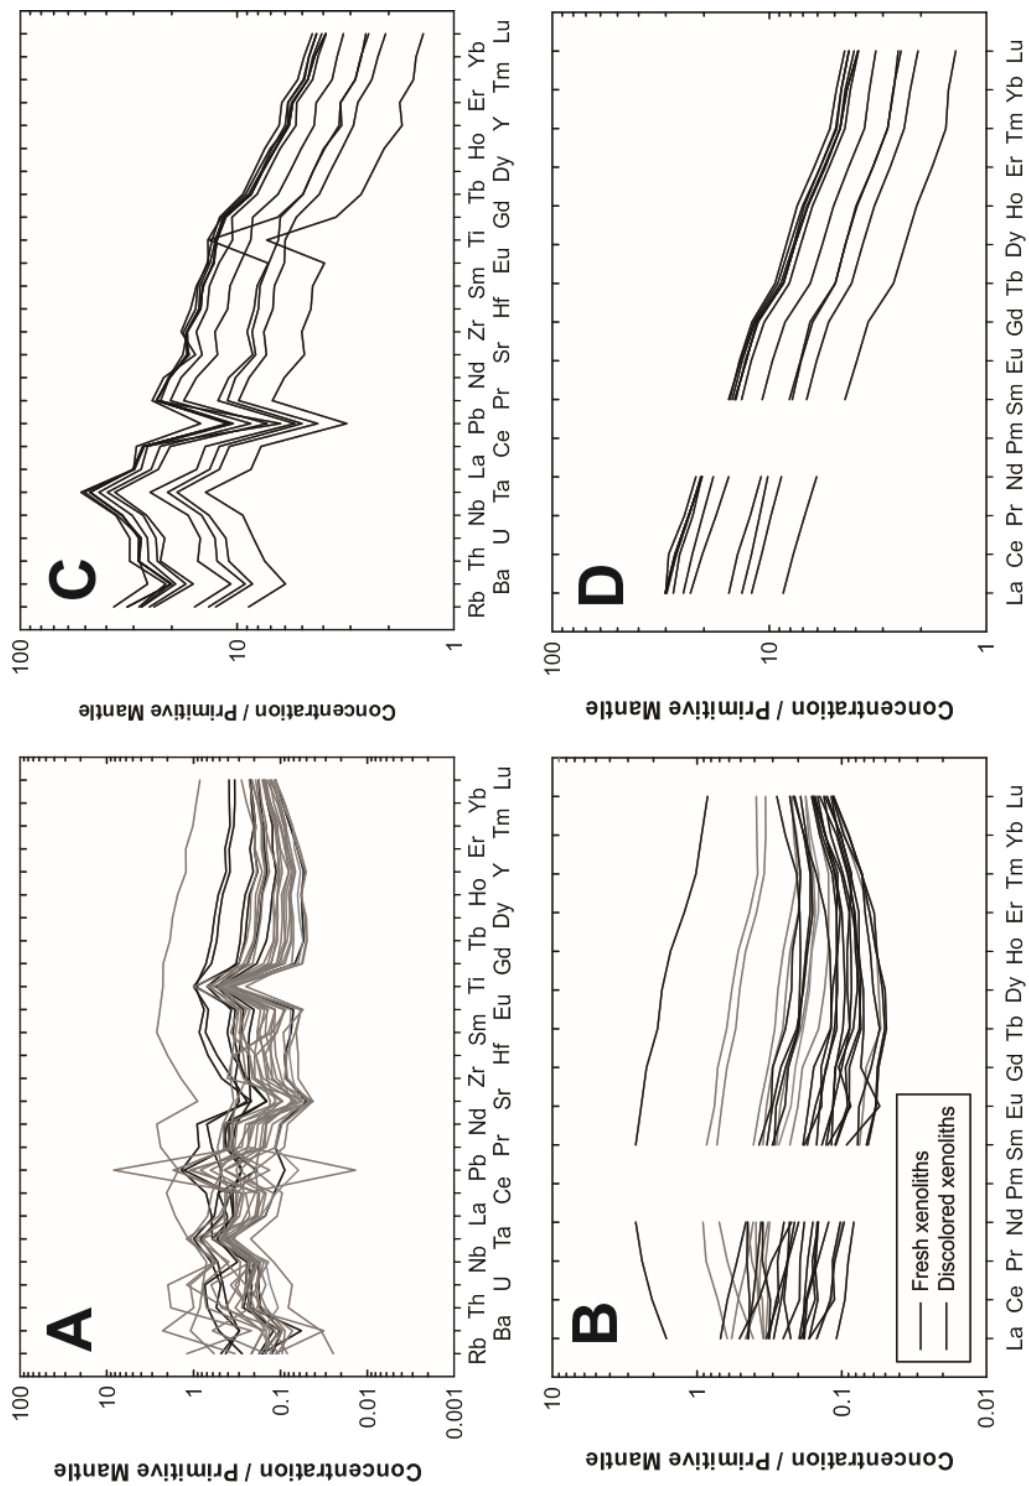 A
Concentration / Primitive Mantle
100
10
1
0.1
0.01
0.001
Rb Th Nb La Pb Nd Zr Sm Ti Tb Ho Er Yb
Ba U Ta Ce Pr Sr Hf Eu Gd Dy Y Tm Lu
C
Concentration / Primitive Mantle
100
10
1
Rb Th Nb La Pb Nd Zr Sm Ti Tb Ho Er Yb
Ba U Ta Ce Pr Sr Hf Eu Gd Dy Y Tm Lu
B
Concentration / Primitive Mantle
10
1
0.1
0.01
Fresh xenoliths
Discolored xenoliths
La Ce Pr Nd Pm Sm Eu Gd Tb Dy Ho Er Tm Yb Lu
D
Concentration / Primitive Mantle
100
10
1
La Ce Pr Nd Pm Sm Eu Gd Tb Dy Ho Er Tm Yb Lu